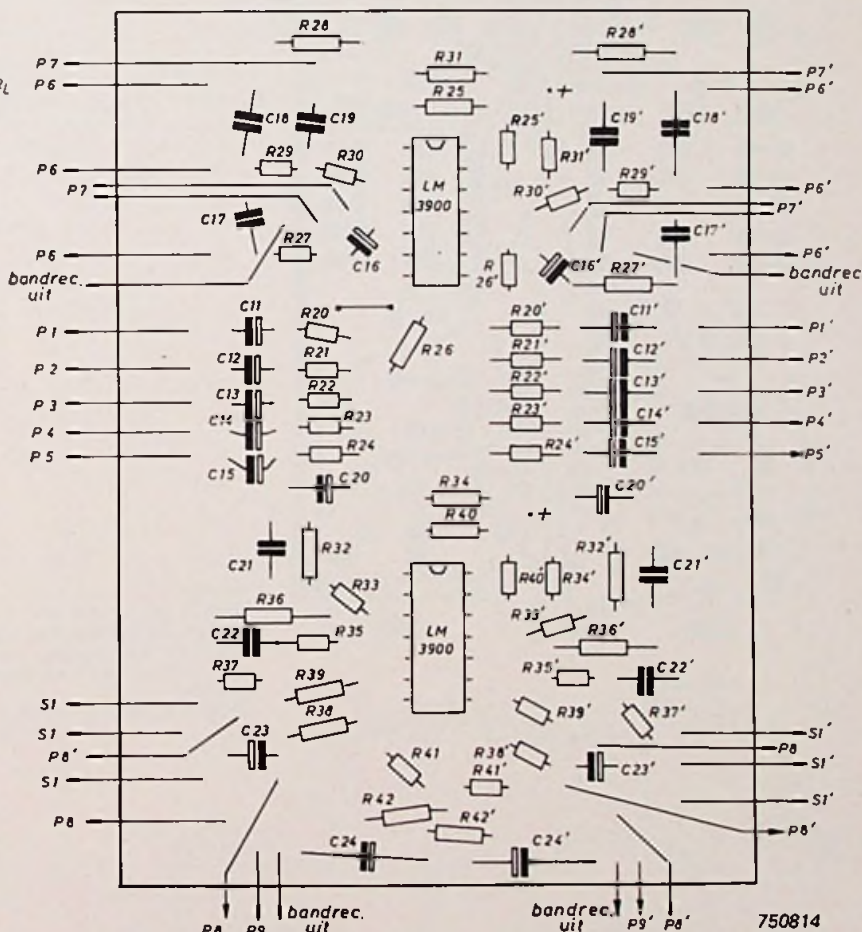 R28
R28'
P7
R31
P7'
P6
P6'
R25
C18
C19
R25'
C19'
C18'
R31'
R29
R30
P6
P7
LM
3900
R30'
R29'
P6'
P7'
C17
C17'
R27
C16
R
26'
C16'
R27'
P6
P6'
bandrec.
uit
bandrec.
uit
C11
R20
R20'
C11'
P1
P1'
R26
C12
R21
R21'
C12'
P2
P2'
C13
R22
R22'
C13'
P3
P3'
C14
R23
R23'
C14'
P4
P4'
C15
R24
R24'
C15'
P5
P5'
C20
R34
C20'
R40
+
C21
R32
R32'
C21'
R33
R40'
R34'
R36
LM
3900
R33'
R36'
C22
R35
R35'
C22'
R37
R39
R39'
R37'
S1
S1'
R38
C23
S1
P8
P8'
R38'
R41
C23'
S1
S1'
R41'
S1'
P8
R42
R42'
P8'
C24
C24'
P8
P9
bandrec.
uit
bandrec.
uit
P9'
P8'
750814